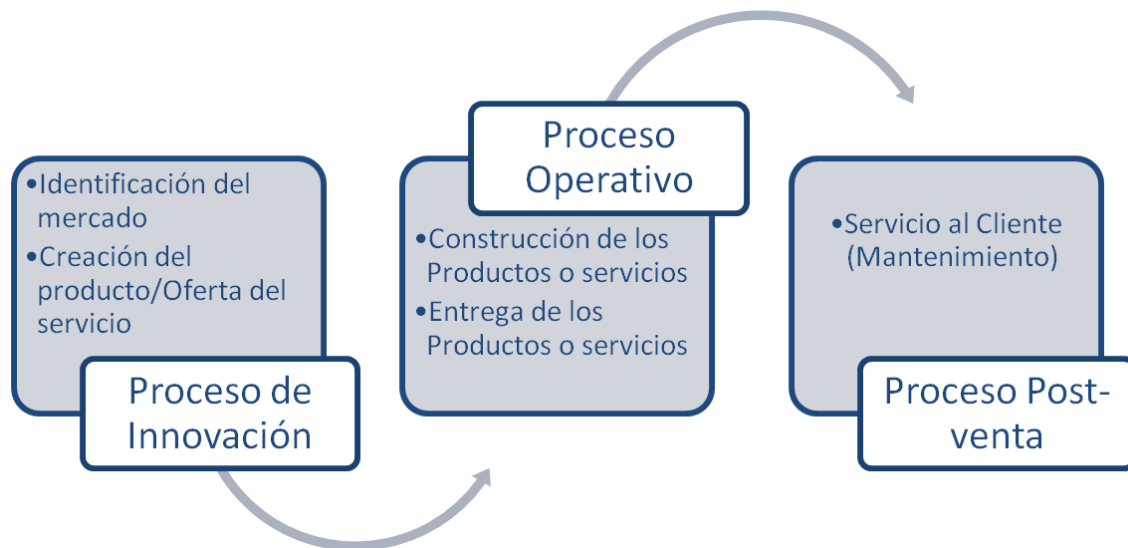 •Identificación del
mercado
•Creación del
producto/Oferta del
servicio
Proceso de
Innovación
Proceso
Operativo
•Construcción de los
Productos o servicios
•Entrega de los
Productos o servicios
•Servicio al Cliente
(Mantenimiento)
Proceso Post-
venta